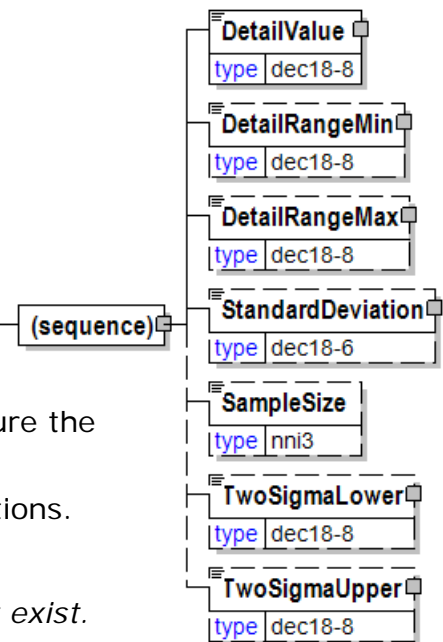 DetailValue
type dec18-8
DetailRangeMin
type dec18-8
DetailRangeMax
type dec18-8
StandardDeviation
type dec18-6
(sequence)
SampleSize
type nni3
ure the
TwoSigmaLower
type dec18-8
tions.
TwoSigmaUpper
type dec18-8
exist.